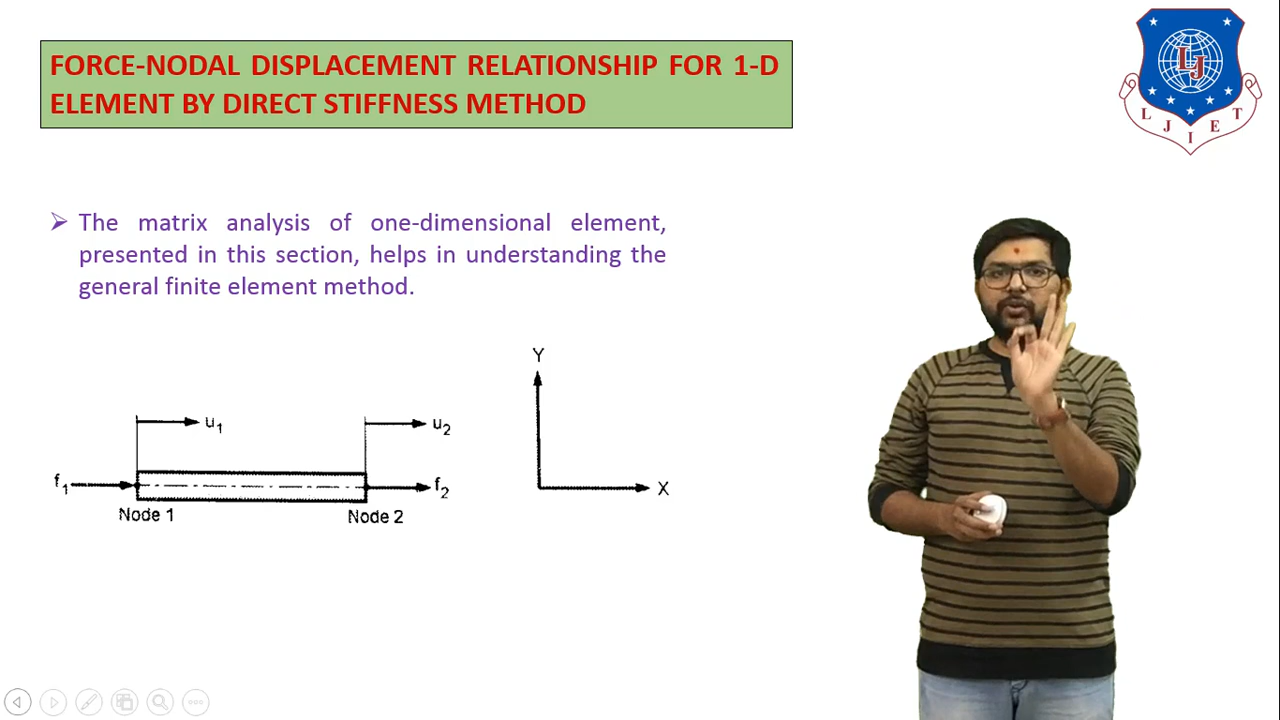 FORCE-NODAL DISPLACEMENT RELATIONSHIP FOR 1-D
ELEMENT BY DIRECT STIFFNESS METHOD
LJ
L J I E T
➢ The matrix analysis of one-dimensional element,
presented in this section, helps in understanding the
general finite element method.
Y
u₁
u₂
f₁
f₂
X
Node 1
Node 2